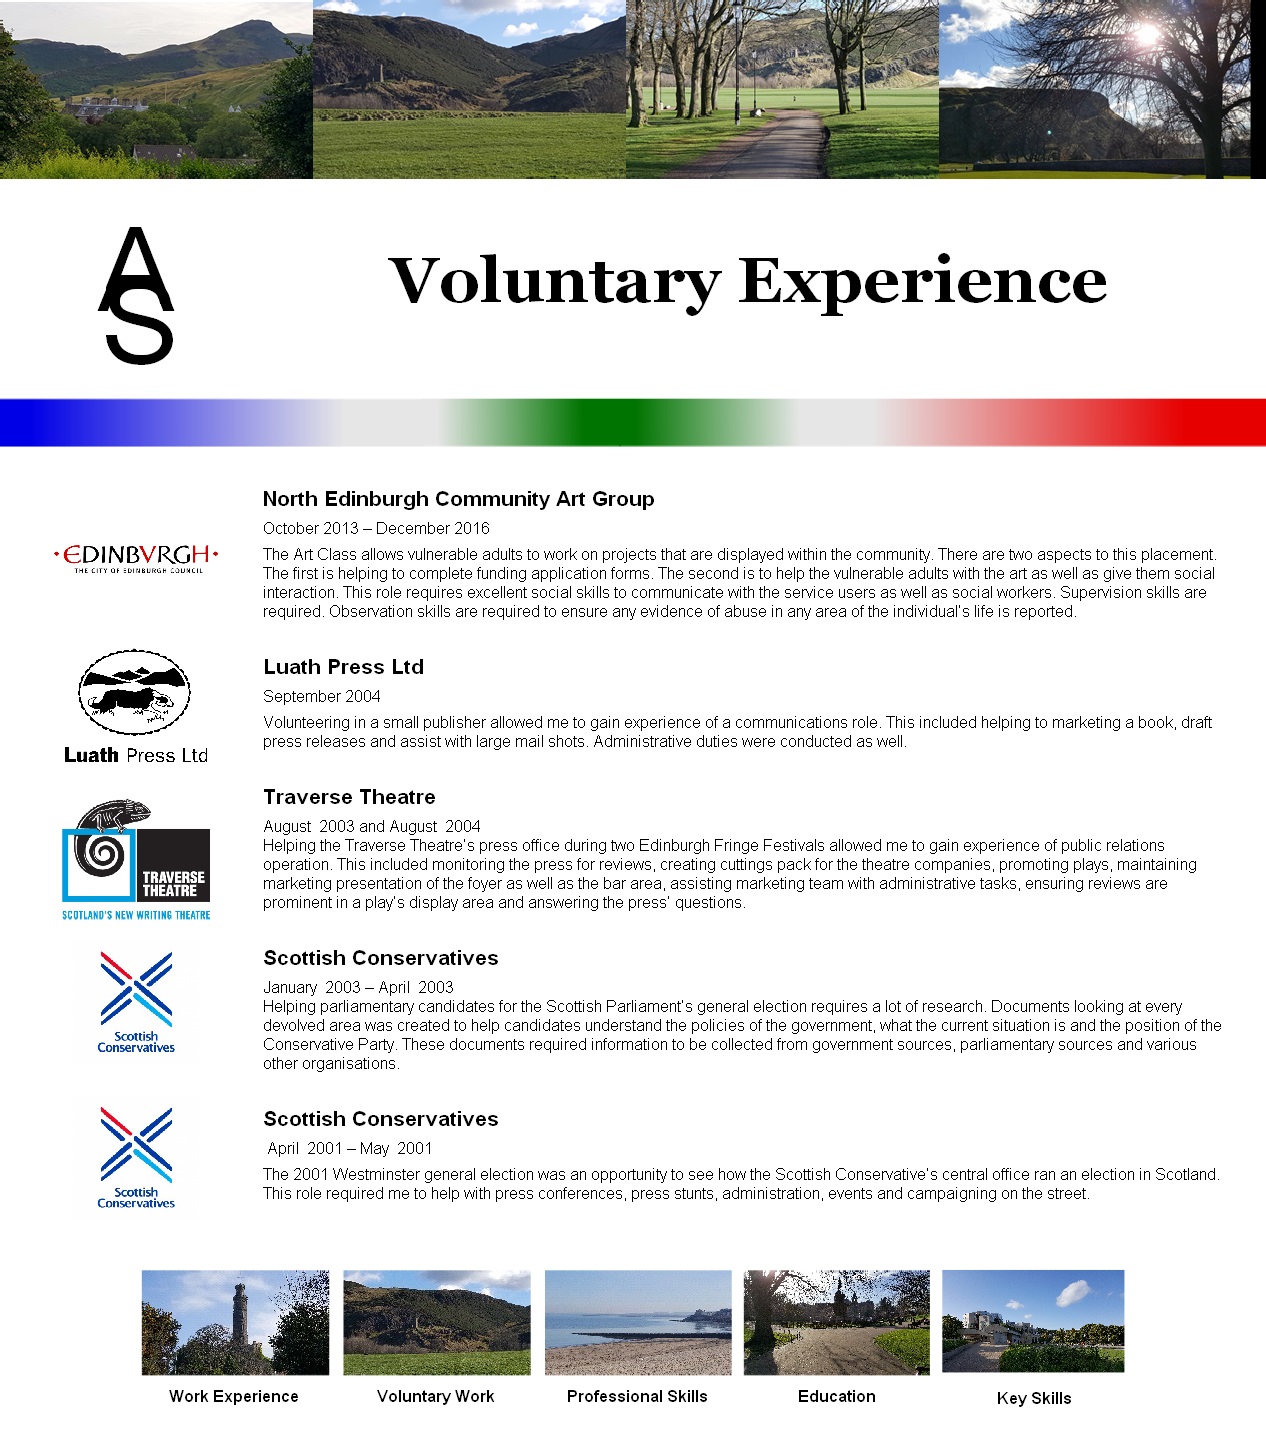 A
S
Voluntary Experience
North Edinburgh Community Art Group
October 2013 – December 2016
•EDINBVRGH•
THE CITY OF EDINBURGH COUNCIL
The Art Class allows vulnerable adults to work on projects that are displayed within the community. There are two aspects to this placement.
The first is helping to complete funding application forms. The second is to help the vulnerable adults with the art as well as give them social
interaction. This role requires excellent social skills to communicate with the service users as well as social workers. Supervision skills are
required. Observation skills are required to ensure any evidence of abuse in any area of the individual's life is reported.
Luath Press Ltd
Luath Press Ltd
September 2004
Volunteering in a small publisher allowed me to gain experience of a communications role. This included helping to marketing a book, draft
press releases and assist with large mail shots. Administrative duties were conducted as well.
TRAVERSE
THEATRE
SCOTLAND'S NEW WRITING THEATRE
Traverse Theatre
August 2003 and August 2004
Helping the Traverse Theatre's press office during two Edinburgh Fringe Festivals allowed me to gain experience of public relations
operation. This included monitoring the press for reviews, creating cuttings pack for the theatre companies, promoting plays, maintaining
marketing presentation of the foyer as well as the bar area, assisting marketing team with administrative tasks, ensuring reviews are
prominent in a play's display area and answering the press' questions.
Scottish
Conservatives
Scottish Conservatives
January 2003 – April 2003
Helping parliamentary candidates for the Scottish Parliament's general election requires a lot of research. Documents looking at every
devolved area was created to help candidates understand the policies of the government, what the current situation is and the position of the
Conservative Party. These documents required information to be collected from government sources, parliamentary sources and various
other organisations.
Scottish
Conservatives
Scottish Conservatives
April 2001 – May 2001
The 2001 Westminster general election was an opportunity to see how the Scottish Conservative's central office ran an election in Scotland.
This role required me to help with press conferences, press stunts, administration, events and campaigning on the street.
Work Experience
Voluntary Work
Professional Skills
Education
Key Skills